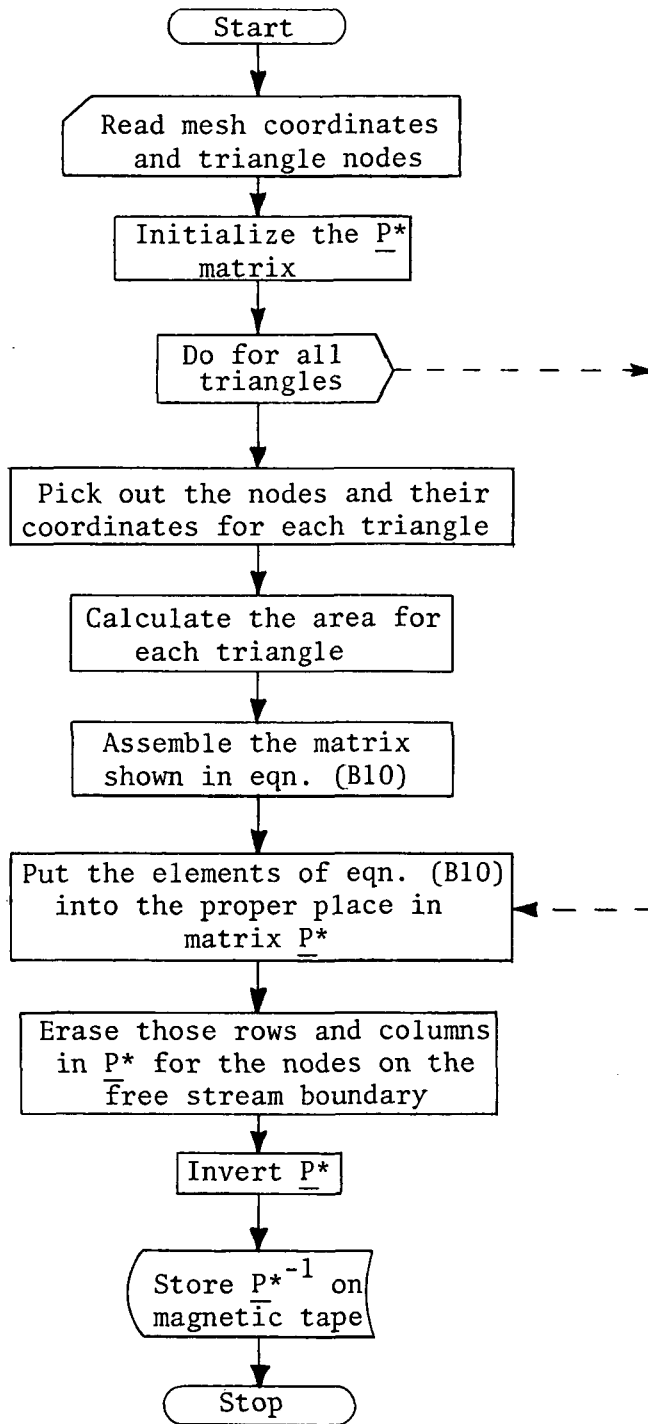 Start
Read mesh coordinates
and triangle nodes
Initialize the P*
matrix
Do for all
triangles
Pick out the nodes and their
coordinates for each triangle
Calculate the area for
each triangle
Assemble the matrix
shown in eqn. (B10)
Put the elements of eqn. (B10)
into the proper place in
matrix P*
Erase those rows and columns
in P* for the nodes on the
free stream boundary
Invert P*
Store P*-1 on
magnetic tape
Stop